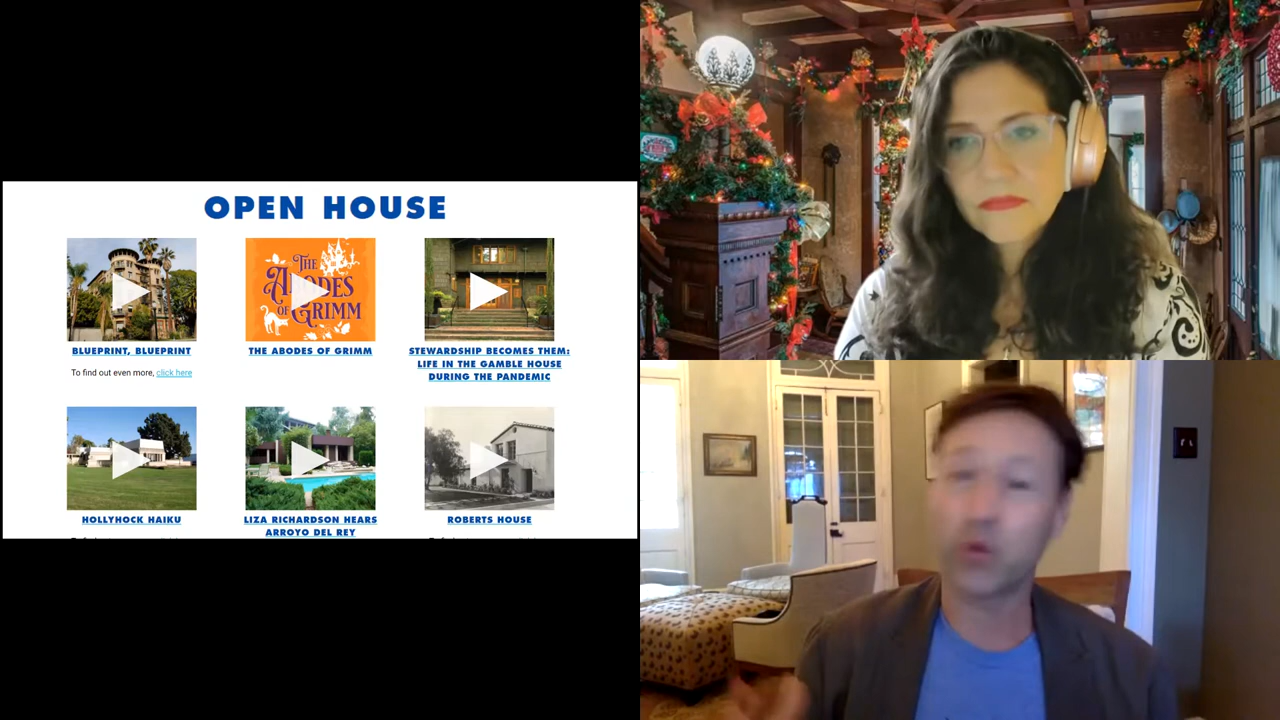 OPEN HOUSE
THE
ABODES
OF
GRIMM
BLUEPRINT, BLUEPRINT
THE ABODES OF GRIMM
STEWARDSHIP BECOMES THEM:
LIFE IN THE GAMBLE HOUSE
DURING THE PANDEMIC
To find out even more, click here
HOLLYHOCK HAIKU
LIZA RICHARDSON HEARS
ARROYO DEL REY
ROBERTS HOUSE